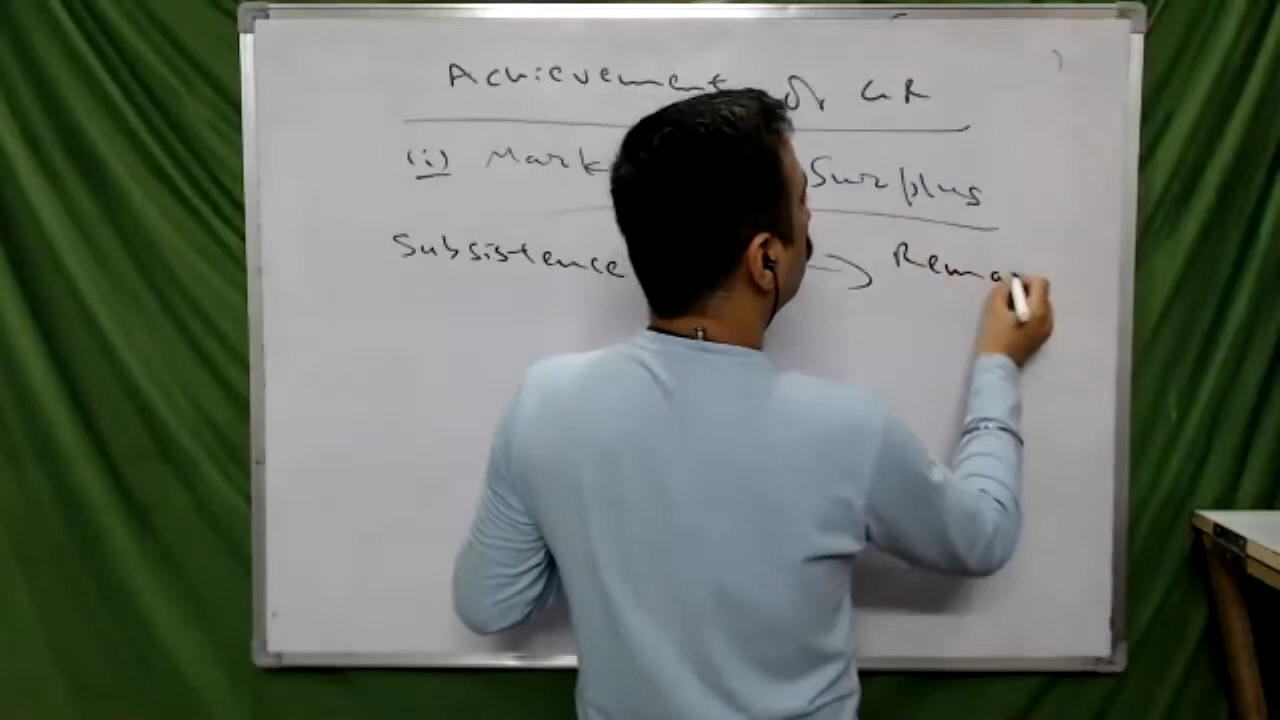 Achievement of GR
(i) Mark Surplus
Subsistence → Rema